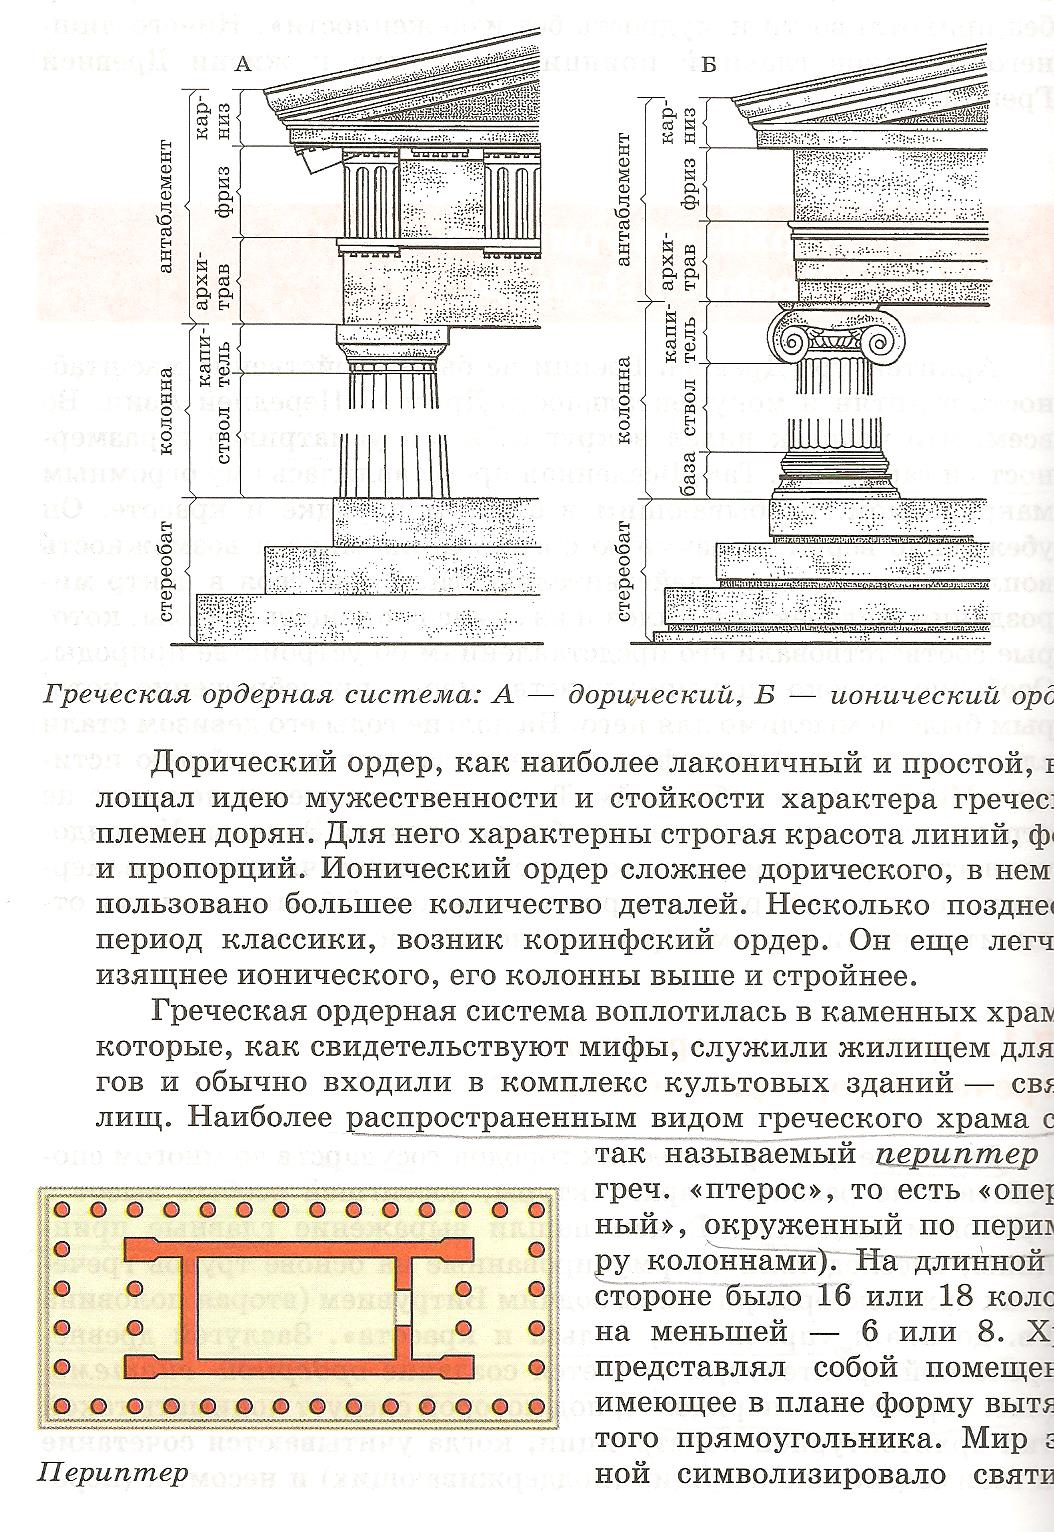 А
кар-
низ
фриз
антаблемент
архи-
трав
капи-
тель
колонна
ствол
стереобат
Б
кар-
низ
фриз
антаблемент
архи-
трав
капи-
тель
колонна
ствол
база
стереобат
Греческая ордерная система: А — дорический, Б — ионический орд
Дорический ордер, как наиболее лаконичный и простой, в
лощал идею мужественности и стойкости характера гречес
племен дорян. Для него характерны строгая красота линий, фо
и пропорций. Ионический ордер сложнее дорического, в нем
пользовано большее количество деталей. Несколько поздне
период классики, возник коринфский ордер. Он еще легч
изящнее ионического, его колонны выше и стройнее.
Греческая ордерная система воплотилась в каменных храм
которые, как свидетельствуют мифы, служили жилищем для
гов и обычно входили в комплекс культовых зданий — свя
лищ. Наиболее распространенным видом греческого храма с
так называемый периптер
греч. «птерос», то есть «опер
ный», окруженный по перим
ру колоннами). На длинной
стороне было 16 или 18 коло
на меньшей — 6 или 8. Х
представлял собой помещен
имеющее в плане форму вытя
того прямоугольника. Мир з
ной символизировало святи
Периптер